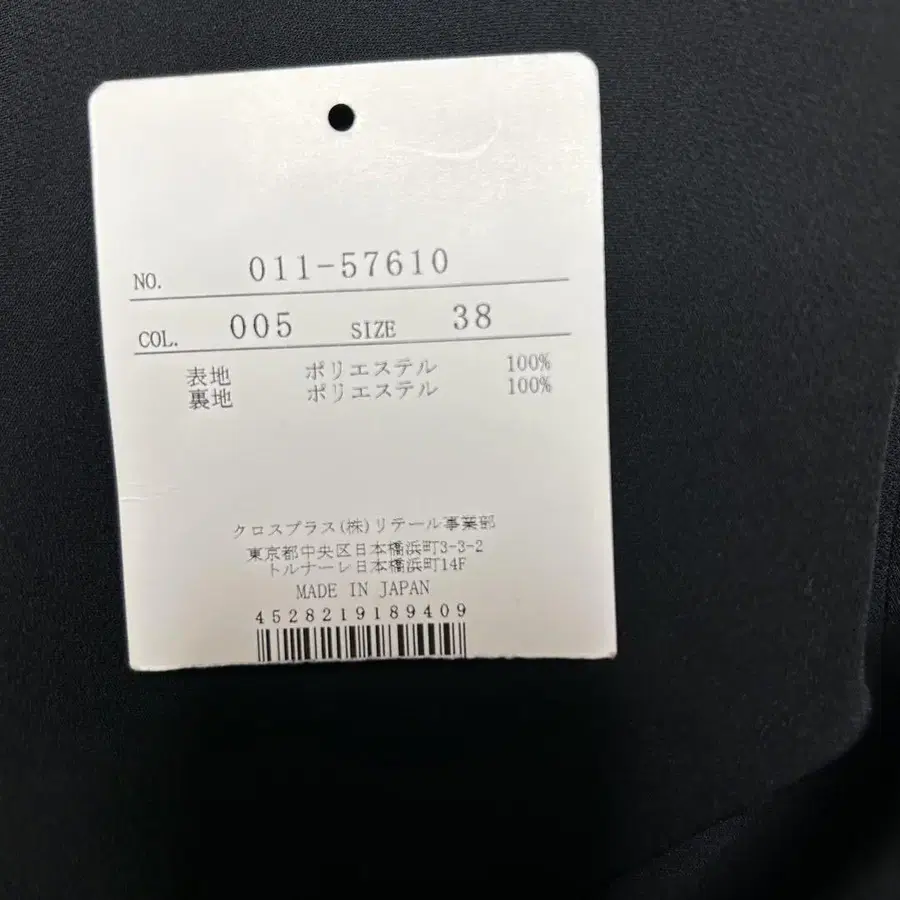 NO. 011-57610
COL. 005 SIZE 38
表地 ポリエステル 100%
裏地 ポリエステル 100%
クロスプラス(株)リテール事業部
東京都中央区日本橋浜町3-3-2
トルナーレ日本橋浜町14F
MADE IN JAPAN
4528219189409